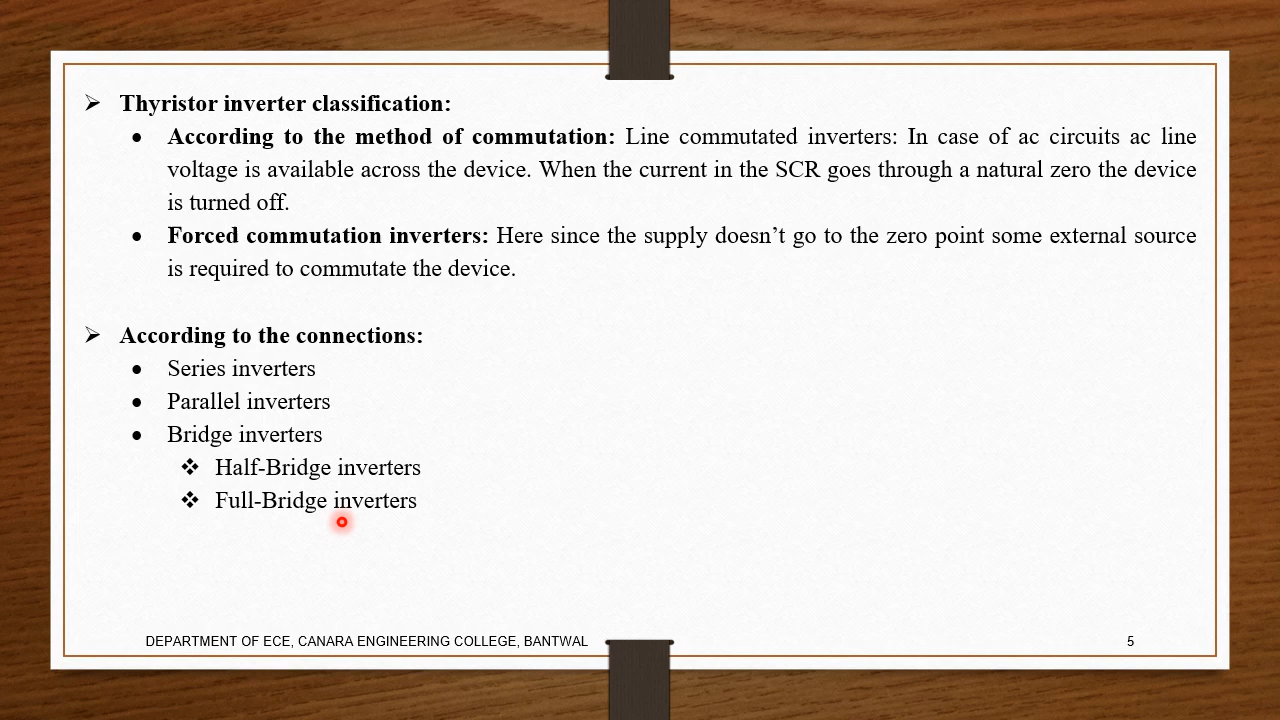 ➢ Thyristor inverter classification:
• According to the method of commutation: Line commutated inverters: In case of ac circuits ac line
voltage is available across the device. When the current in the SCR goes through a natural zero the device
is turned off.
• Forced commutation inverters: Here since the supply doesn’t go to the zero point some external source
is required to commutate the device.
➢ According to the connections:
• Series inverters
• Parallel inverters
• Bridge inverters
❖ Half-Bridge inverters
❖ Full-Bridge inverters
DEPARTMENT OF ECE, CANARA ENGINEERING COLLEGE, BANTWAL 5